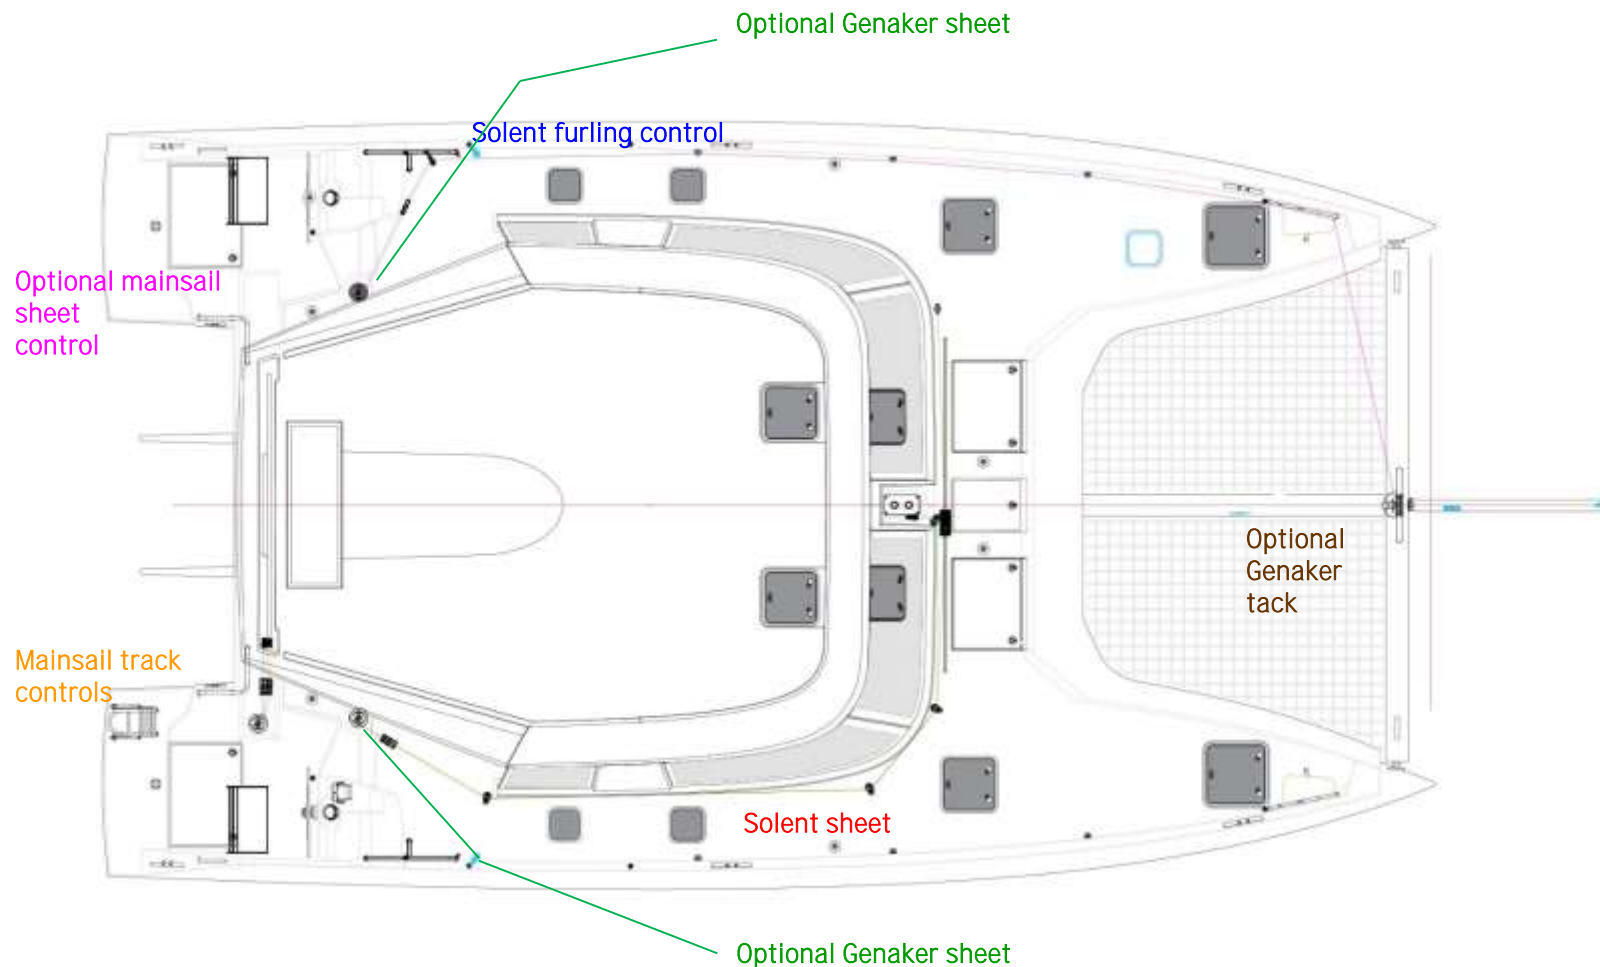 Optional Genaker sheet
Solent furling control
Optional mainsail
sheet
control
Optional
Genaker
tack
Mainsail track
controls
Solent sheet
Optional Genaker sheet